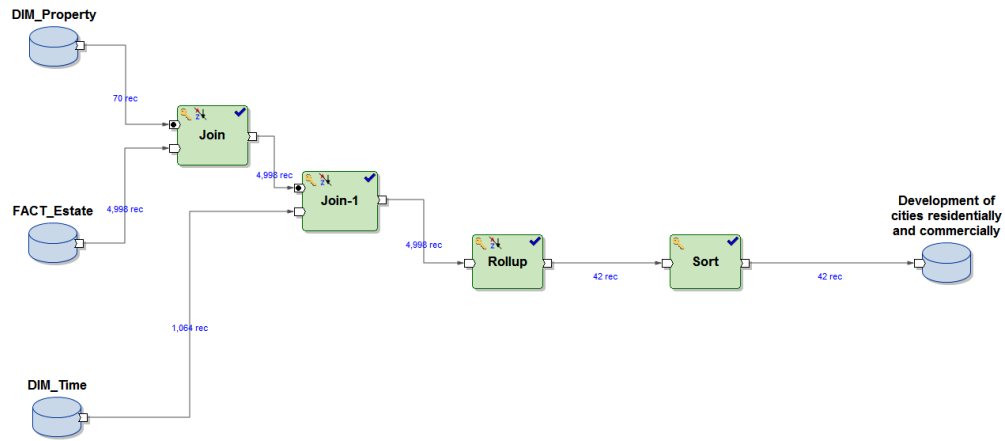 DIM_Property
70 rec
Join
4,998 rec
FACT_Estate
4,998 rec
Join-1
Development of
cities residentially
and commercially
4,998 rec
Rollup
42 rec
Sort
42 rec
1,064 rec
DIM_Time